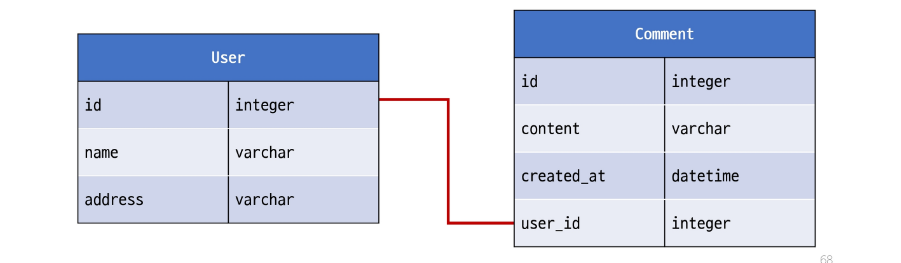 User
id integer
name varchar
address varchar
Comment
id integer
content varchar
created_at datetime
user_id integer
68